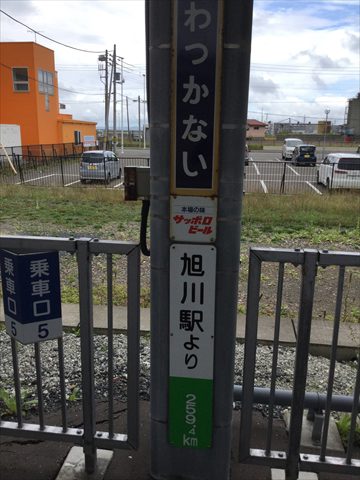 わつかない
本場の味
サッポロ
ビール
旭川駅より
259.4
km
乗車口
5
乗車口
5